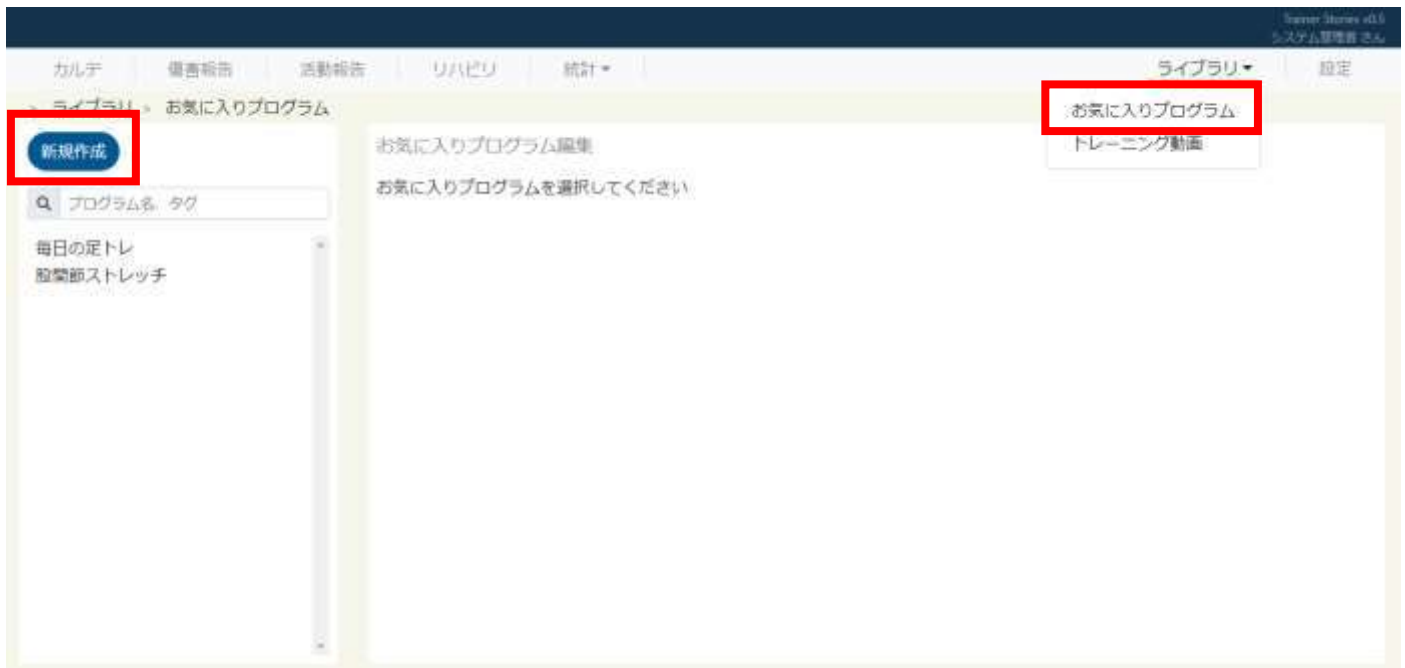 Trainer Stories v0.5
システム管理者 さん
カルテ 傷害報告 活動報告 リハビリ 統計 ライブラリ 設定
ライブラリ お気に入りプログラム
お気に入りプログラム
トレーニング動画
新規作成
プログラム名、タグ
毎日の足トレ
股関節ストレッチ
お気に入りプログラム編集
お気に入りプログラムを選択してください